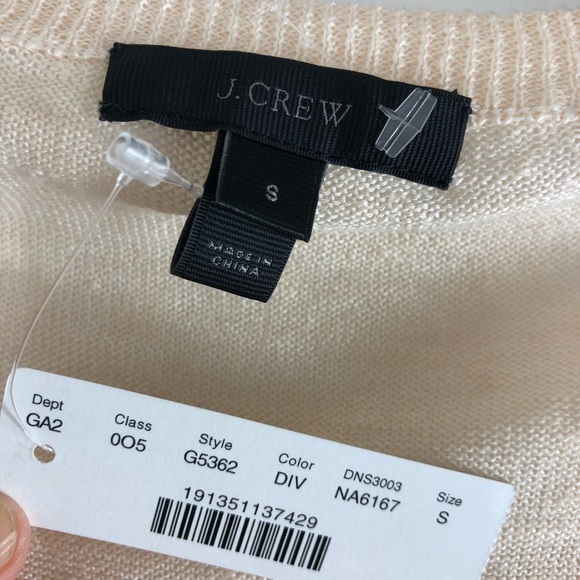 J.CREW
S
MADE IN
CHINA
Dept Class Style Color DNS3003 Size
GA2 0O5 G5362 DIV NA6167 S
191351137429